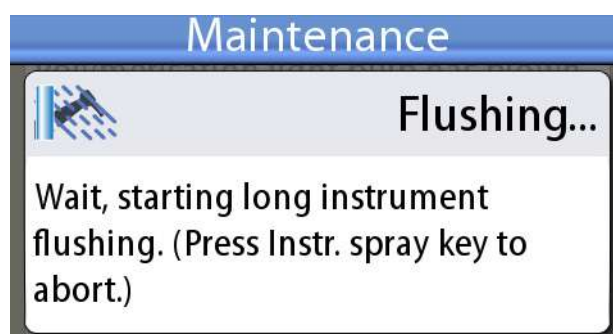 Maintenance
Flushing...
Wait, starting long instrument
flushing. (Press Instr. spray key to
abort.)